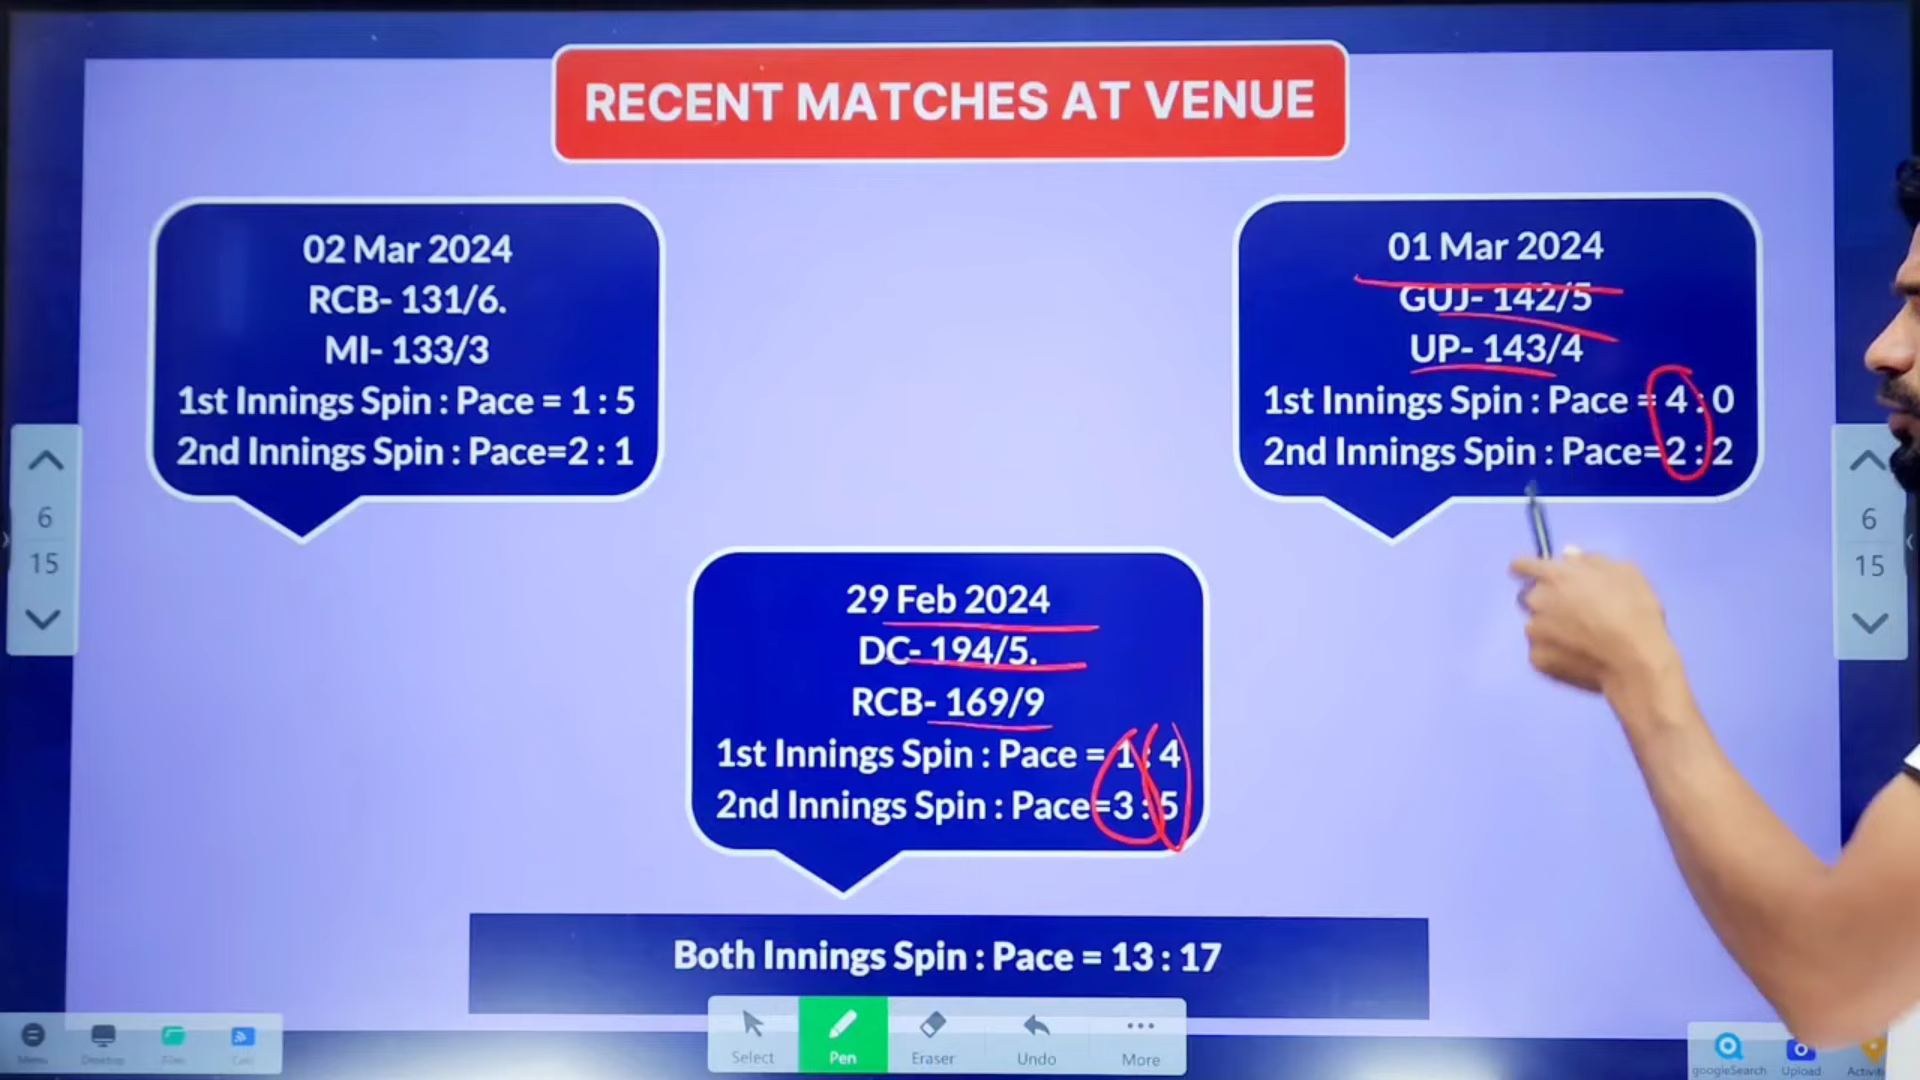 RECENT MATCHES AT VENUE
02 Mar 2024
RCB- 131/6.
MI- 133/3
1st Innings Spin : Pace = 1 : 5
2nd Innings Spin : Pace=2 : 1
01 Mar 2024
GUJ- 142/5
UP- 143/4
1st Innings Spin : Pace = 4 : 0
2nd Innings Spin : Pace=2 : 2
29 Feb 2024
DC- 194/5.
RCB- 169/9
1st Innings Spin : Pace = 1 : 4
2nd Innings Spin : Pace=3 : 5
Both Innings Spin : Pace = 13 : 17
6
15
6
15
Menu
Desktop
Files
Select
Pen
Eraser
Undo
More
googleSearch
Upload